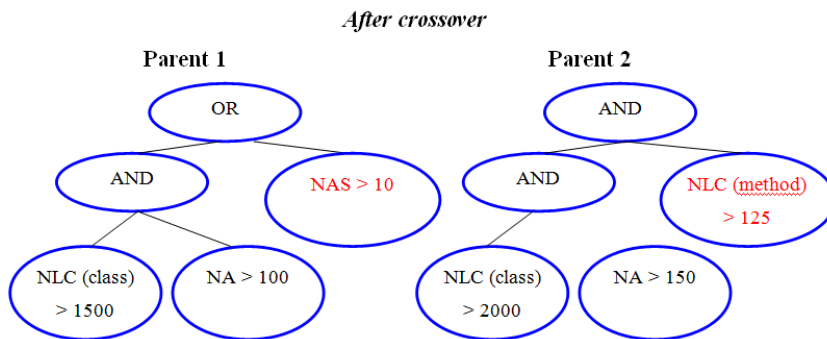 After crossover
Parent 1
Parent 2
OR
AND
AND
NAS > 10
AND
NLC (method)
> 125
NLC (class)
> 1500
NA > 100
NLC (class)
> 2000
NA > 150